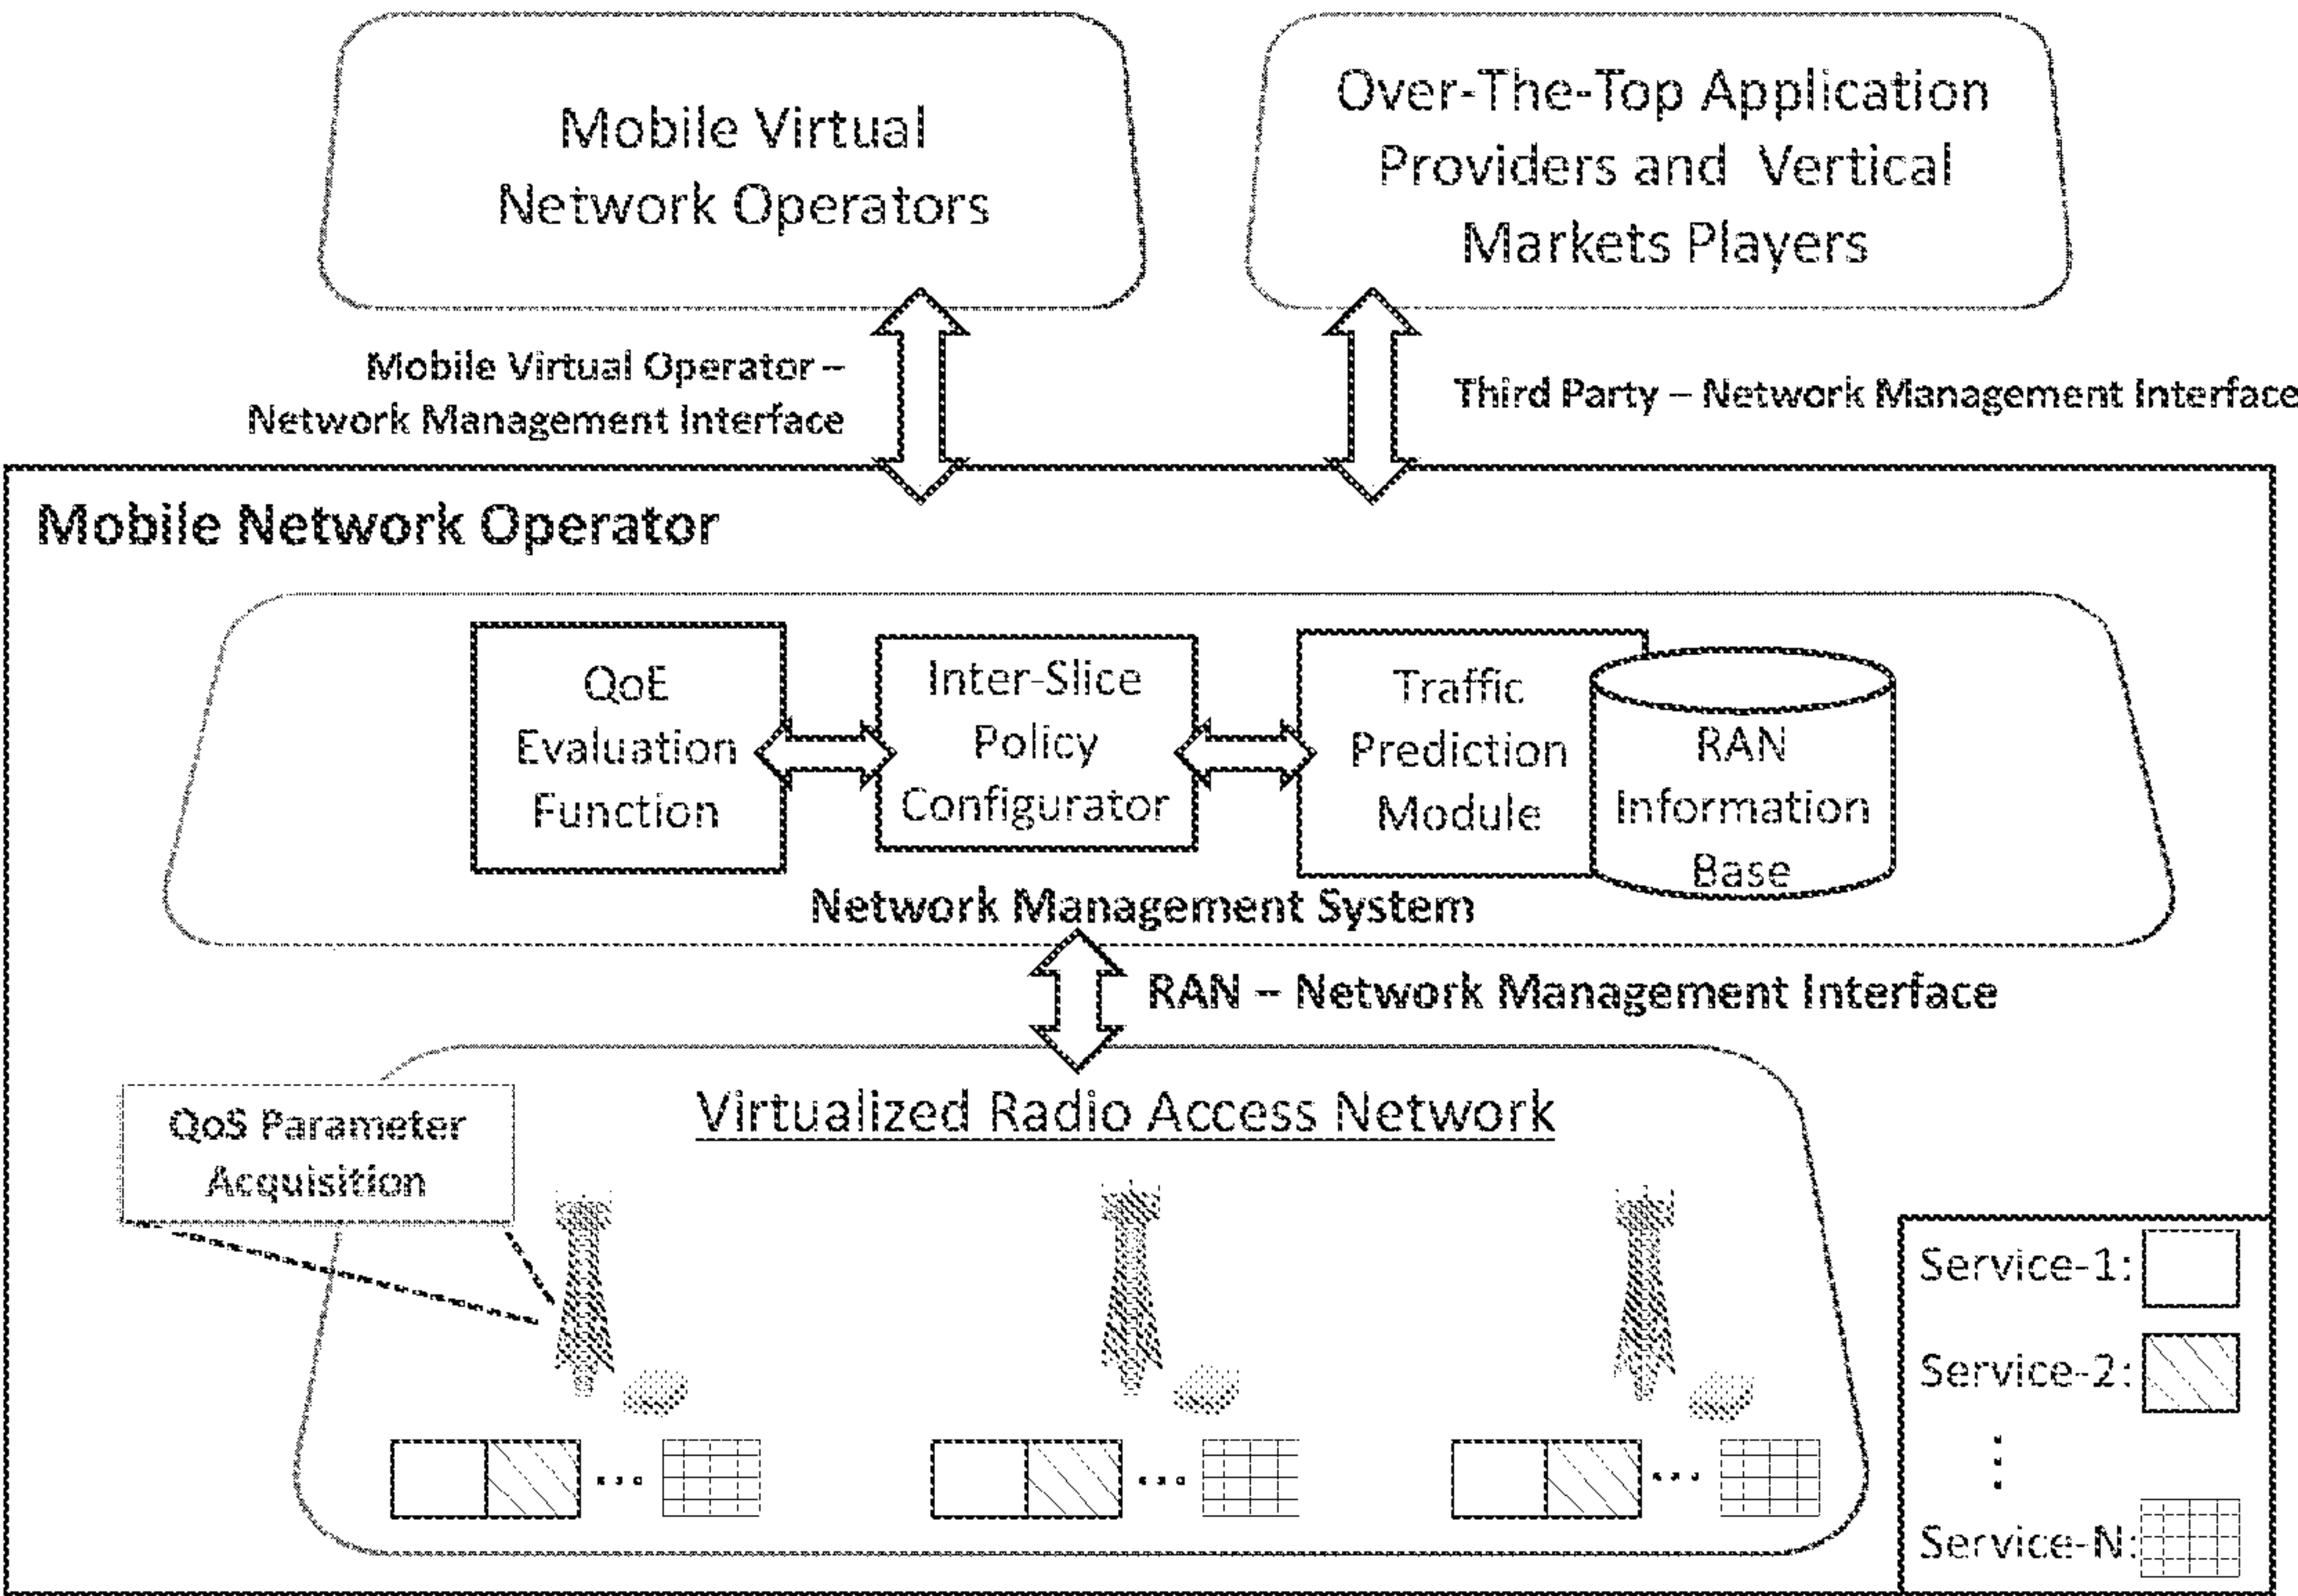 Mobile Virtual
Network Operators
Over-The-Top Application
Providers and Vertical
Markets Players
Mobile Virtual Operator –
Network Management Interface
Third Party – Network Management Interface
Mobile Network Operator
QoE
Evaluation
Function
Inter-Slice
Policy
Configurator
Traffic
Prediction
Module
RAN
Information
Base
Network Management System
RAN – Network Management Interface
QoS Parameter
Acquisition
Virtualized Radio Access Network
...
...
...
Service-1:
Service-2:
⋮
Service-N: